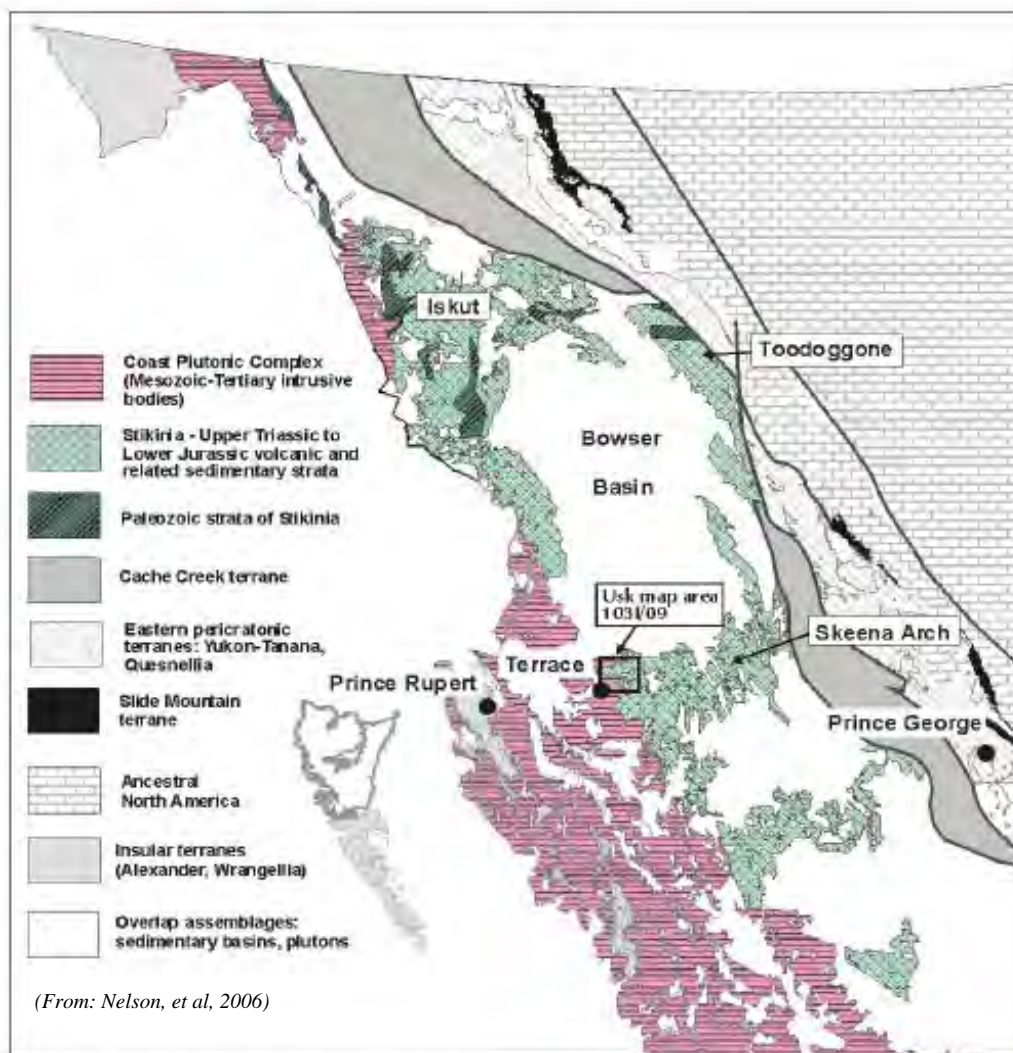 Iskut
Toodoggone
Bowser
Basin
Usk map area
103I/09
Skeena Arch
Terrace
Prince Rupert
Prince George
Coast Plutonic Complex
(Mesozoic-Tertiary intrusive
bodies)
Stikinia - Upper Triassic to
Lower Jurassic volcanic and
related sedimentary strata
Paleozoic strata of Stikinia
Cache Creek terrane
Eastern pericratonic
terranes: Yukon-Tanana,
Quesnellia
Slide Mountain
terrane
Ancestral
North America
Insular terranes
(Alexander, Wrangellia)
Overlap assemblages:
sedimentary basins, plutons
(From: Nelson, et al, 2006)